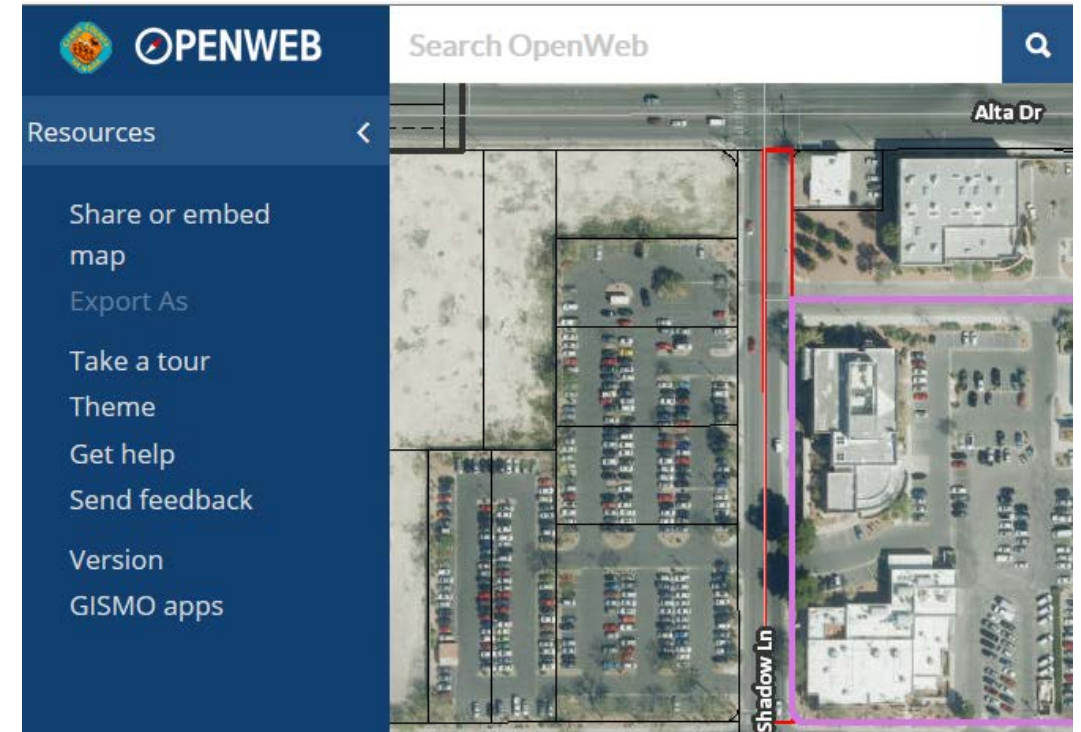 OPENWEB
Search OpenWeb
Resources
Alta Dr
Share or embed
map
Export As
Take a tour
Theme
Get help
Send feedback
Version
GISMO apps
Shadow Ln